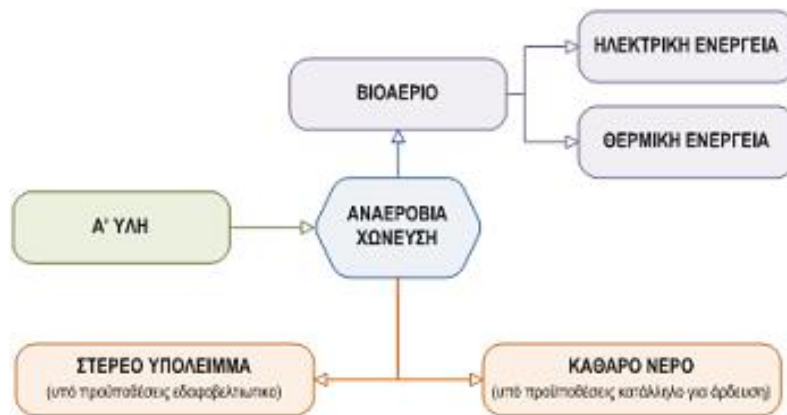 ΗΛΕΚΤΡΙΚΗ ΕΝΕΡΓΕΙΑ
ΒΙΟΑΕΡΙΟ
ΘΕΡΜΙΚΗ ΕΝΕΡΓΕΙΑ
Α' ΥΛΗ
ΑΝΑΕΡΟΒΙΑ
ΧΩΝΕΥΣΗ
ΣΤΕΡΕΟ ΥΠΟΛΕΙΜΜΑ
(υπό προϋποθέσεις εδαφοβελτιωτικο)
ΚΑΘΑΡΟ ΝΕΡΟ
(υπό προϋποθέσεις κατάλληλο για άρδευση)